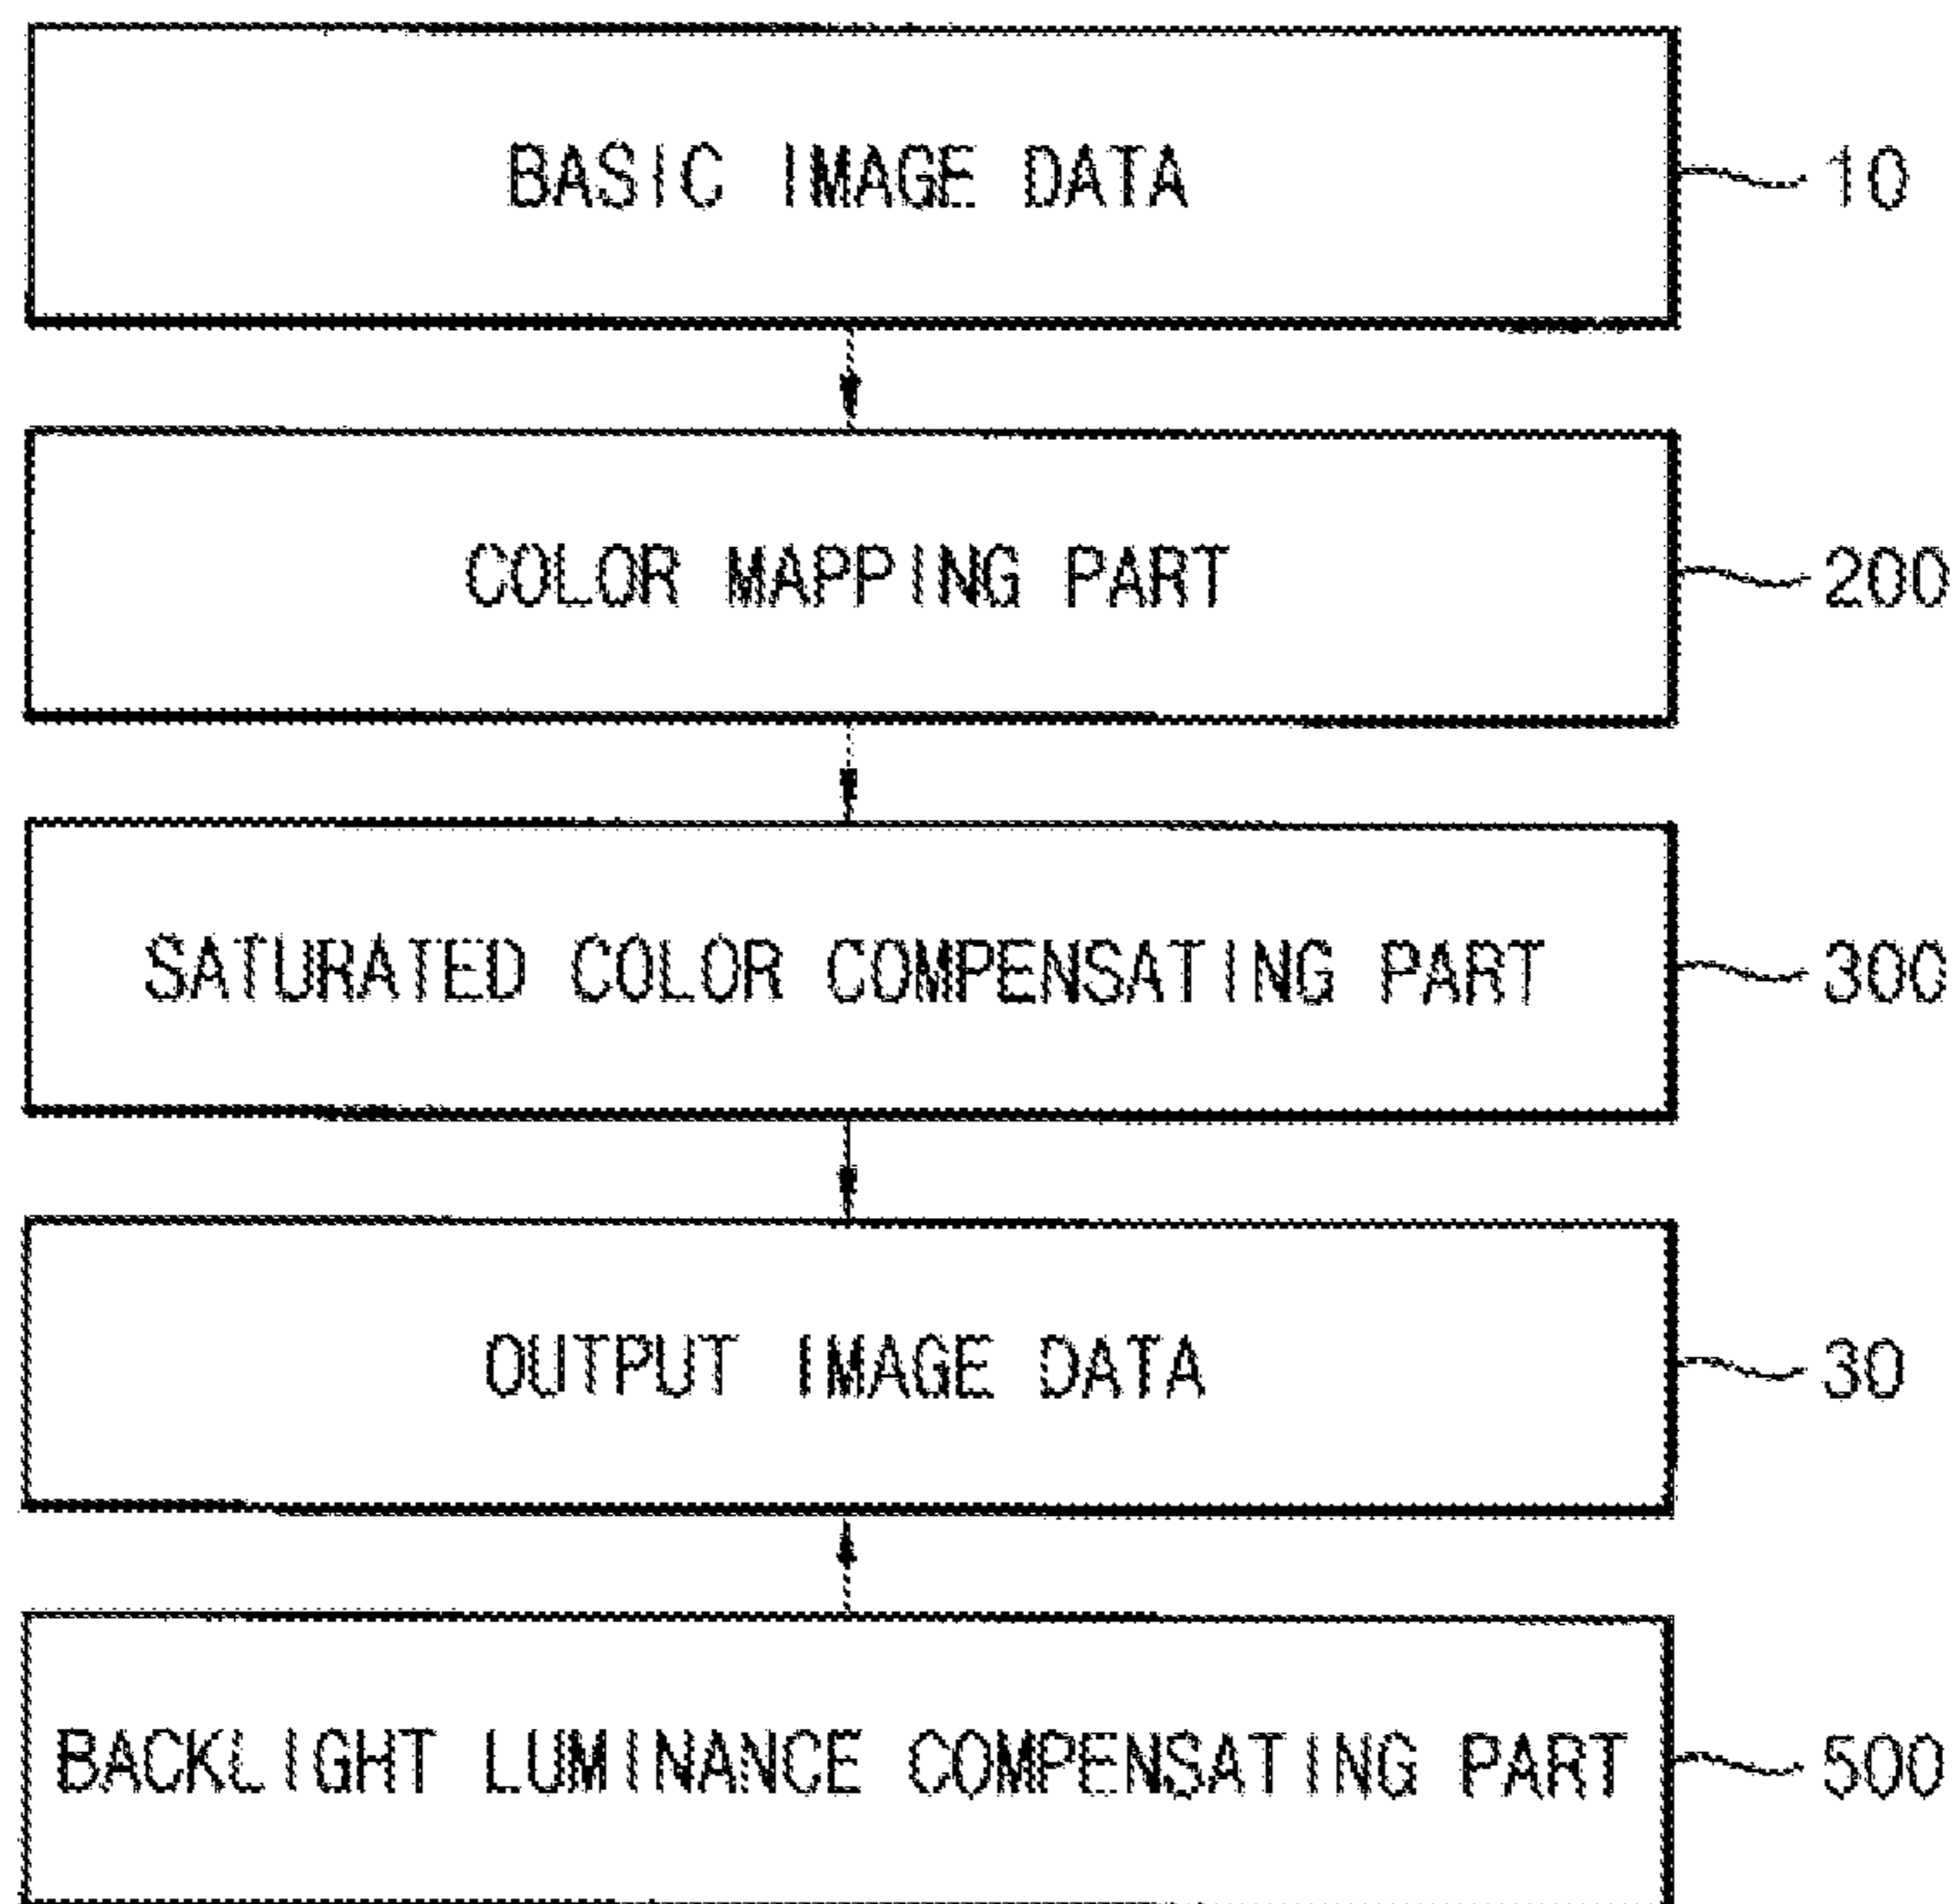 BASIC IMAGE DATA 10
COLOR MAPPING PART 200
SATURATED COLOR COMPENSATING PART 300
OUTPUT IMAGE DATA 30
BACKLIGHT LUMINANCE COMPENSATING PART 500